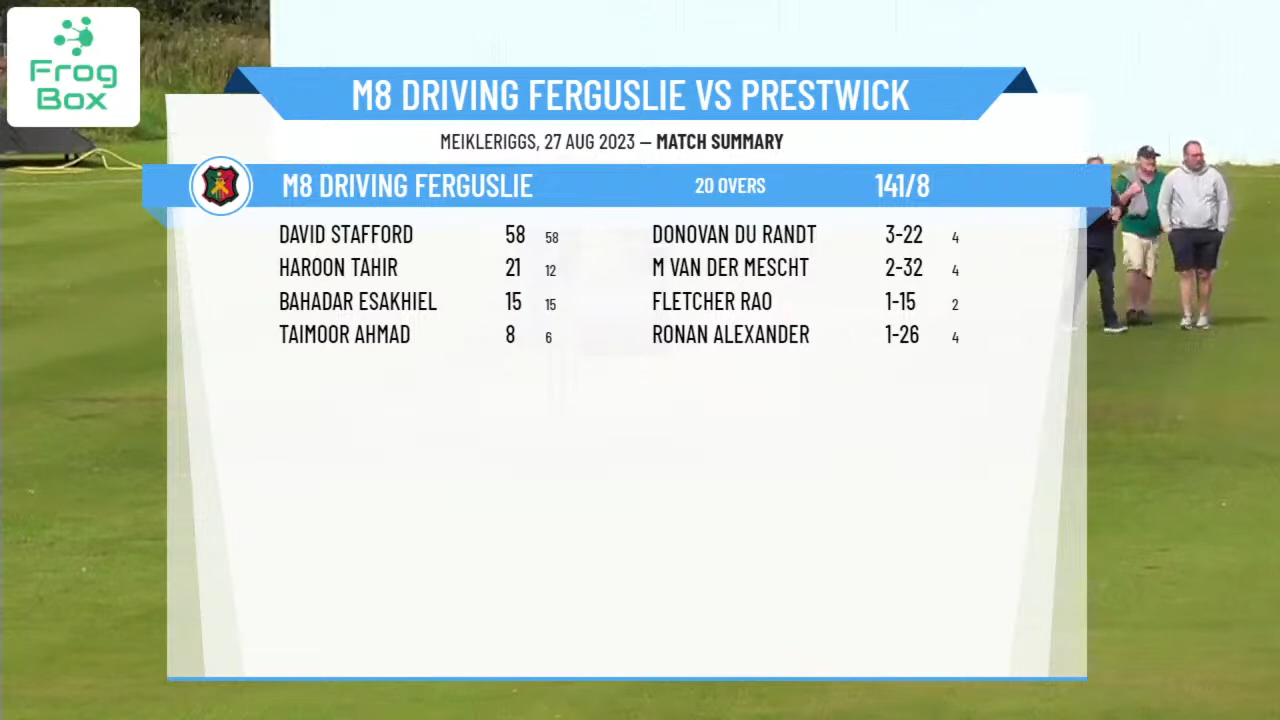 Frog
Box
M8 DRIVING FERGUSLIE VS PRESTWICK
MEIKLERIGGS, 27 AUG 2023 – MATCH SUMMARY
M8 DRIVING FERGUSLIE 20 OVERS 141/8
DAVID STAFFORD 58 58 DONOVAN DU RANDT 3-22 4
HAROON TAHIR 21 12 M VAN DER MESCHT 2-32 4
BAHADAR ESAKHIEL 15 15 FLETCHER RAO 1-15 2
TAIMOOR AHMAD 8 6 RONAN ALEXANDER 1-26 4